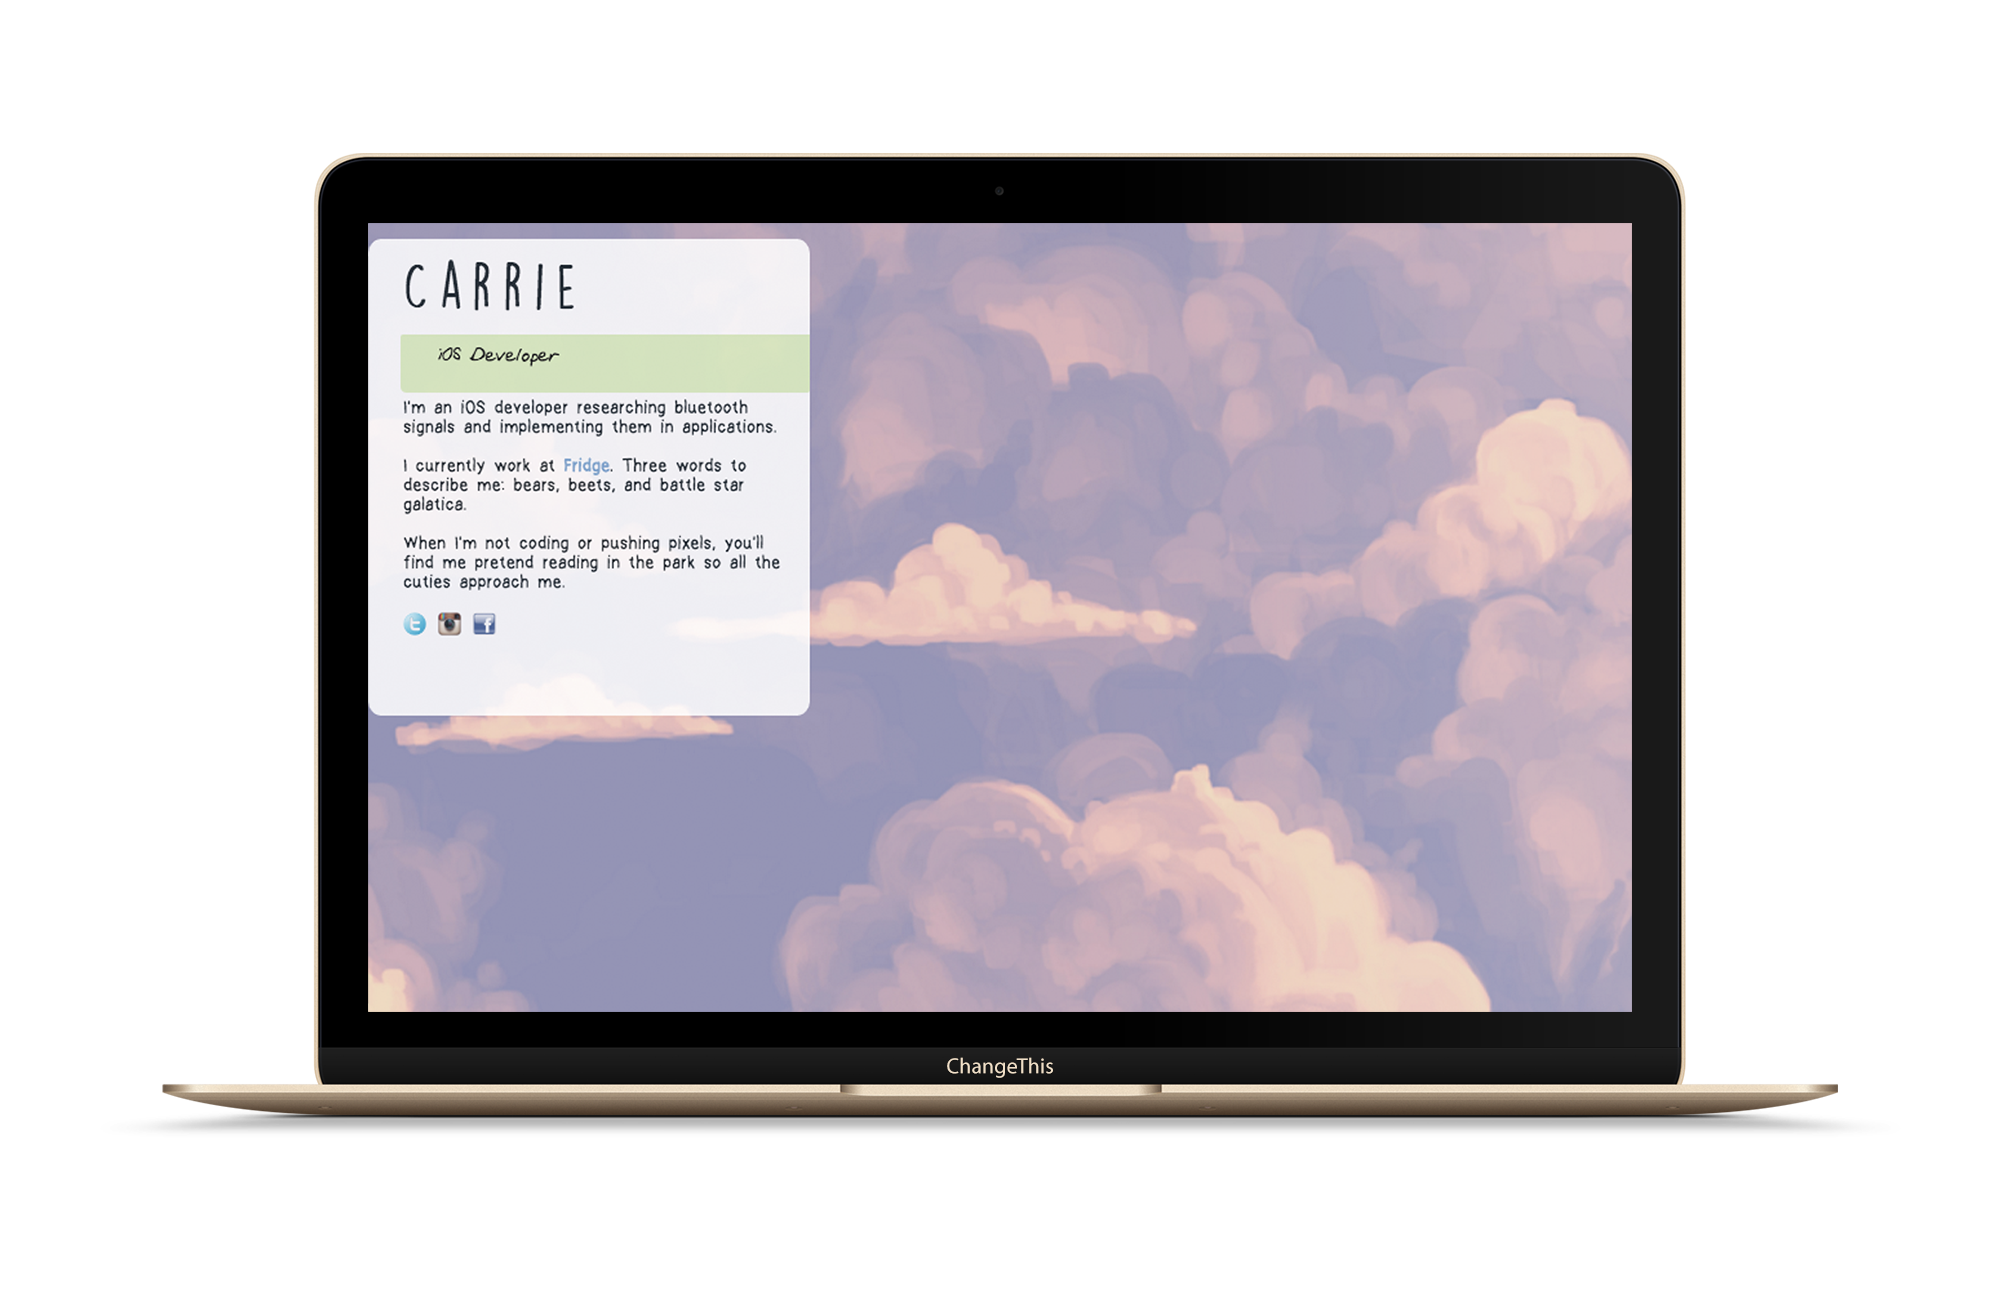 CARRIE
iOS Developer
I'm an iOS developer researching bluetooth
signals and implementing them in applications.
I currently work at Fridge. Three words to
describe me: bears, beets, and battle star
galatica.
When I'm not coding or pushing pixels, you'll
find me pretend reading in the park so all the
cuties approach me.
ChangeThis